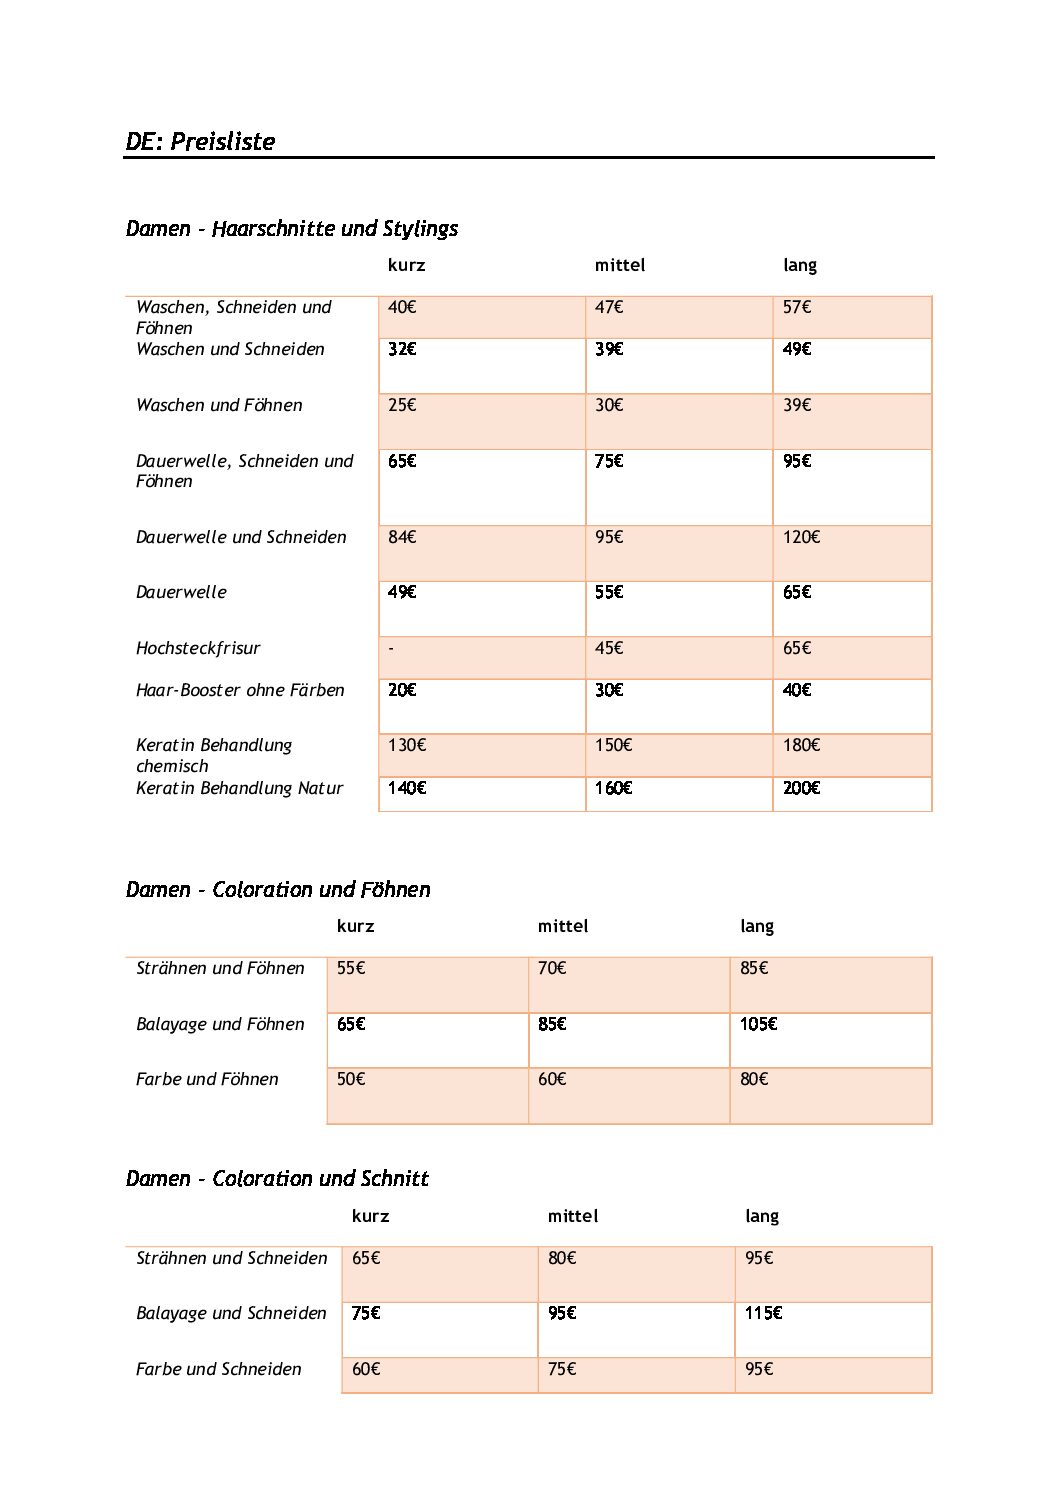 DE: Preisliste
Damen - Haarschnitte und Stylings
kurz mittel lang
Waschen, Schneiden und 40€ 47€ 57€
Föhnen
Waschen und Schneiden 32€ 39€ 49€
Waschen und Föhnen 25€ 30€ 39€
Dauerwelle, Schneiden und 65€ 75€ 95€
Föhnen
Dauerwelle und Schneiden 84€ 95€ 120€
Dauerwelle 49€ 55€ 65€
Hochsteckfrisur - 45€ 65€
Haar-Booster ohne Färben 20€ 30€ 40€
Keratin Behandlung 130€ 150€ 180€
chemisch
Keratin Behandlung Natur 140€ 160€ 200€
Damen - Coloration und Föhnen
kurz mittel lang
Strähnen und Föhnen 55€ 70€ 85€
Balayage und Föhnen 65€ 85€ 105€
Farbe und Föhnen 50€ 60€ 80€
Damen - Coloration und Schnitt
kurz mittel lang
Strähnen und Schneiden 65€ 80€ 95€
Balayage und Schneiden 75€ 95€ 115€
Farbe und Schneiden 60€ 75€ 95€